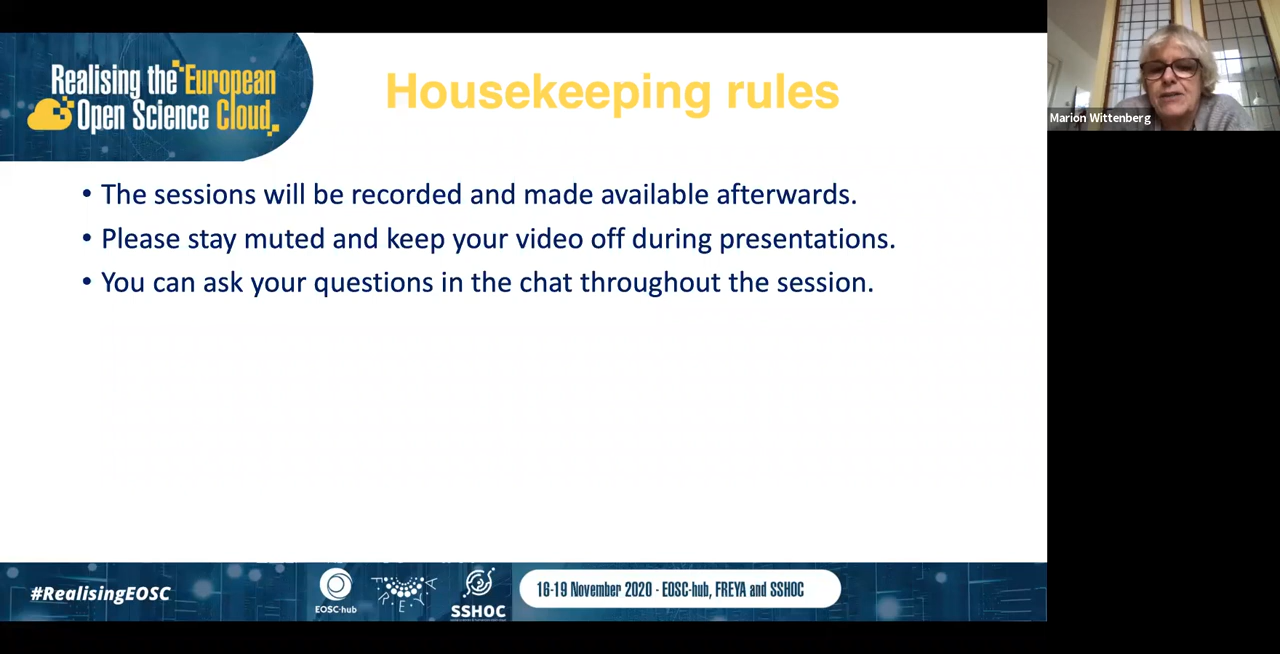 Realising the European
Open Science Cloud
Housekeeping rules
Marion Wittenberg
• The sessions will be recorded and made available afterwards.
• Please stay muted and keep your video off during presentations.
• You can ask your questions in the chat throughout the session.
#RealisingEOSC
EOSC-hub
FREYA
SSHOC
16-19 November 2020 - EOSC-hub, FREYA and SSHOC